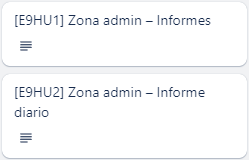 [E9HU1] Zona admin – Informes
[E9HU2] Zona admin – Informe
diario